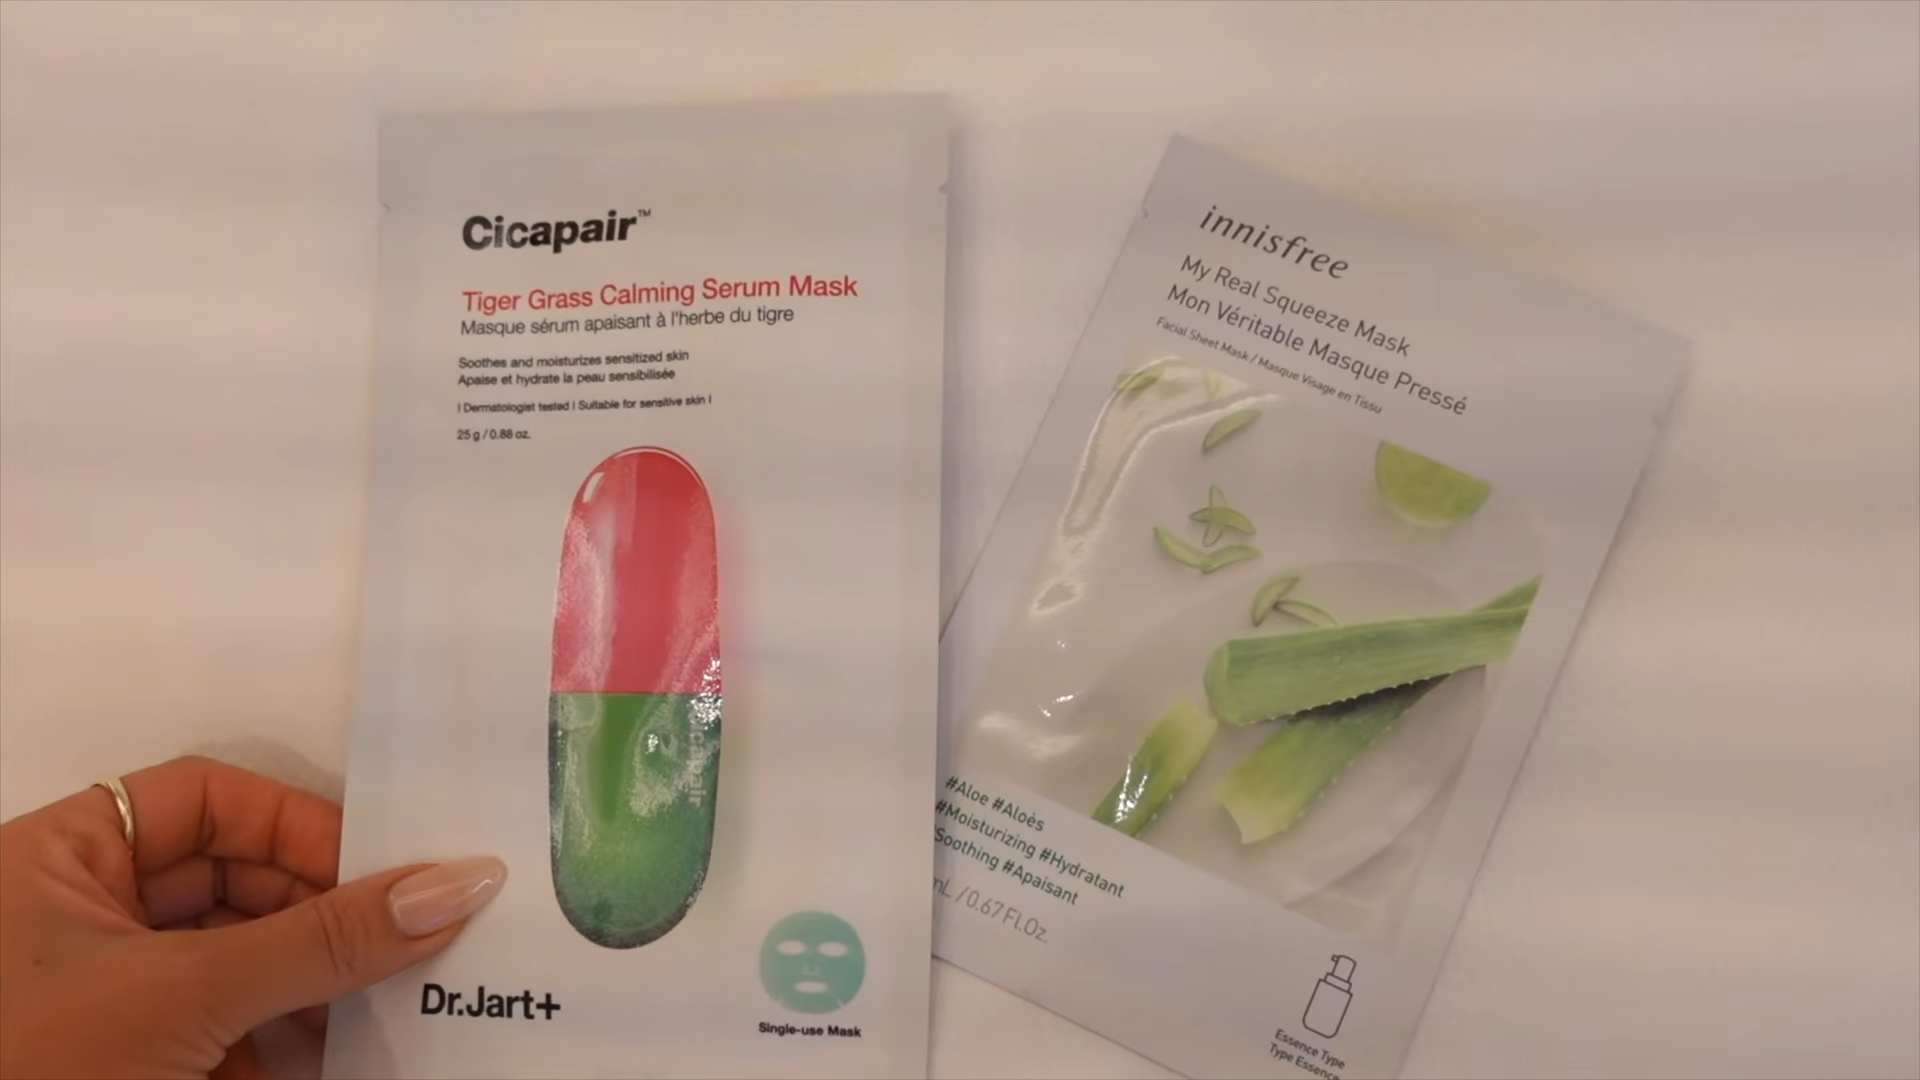 Cicapair™
Tiger Grass Calming Serum Mask
Masque sérum apaisant à l'herbe du tigre
Soothes and moisturizes sensitized skin
Apaise et hydrate la peau sensibilisée
| Dermatologist tested | Suitable for sensitive skin |
25 g / 0.88 oz.
Cicapair
Dr.Jart+
Single-use Mask
innisfree
My Real Squeeze Mask
Mon Véritable Masque Pressé
Facial Sheet Mask / Masque Visage en Tissu
#Aloe #Aloès
#Moisturizing #Hydratant
Soothing #Apaisant
mL / 0.67 Fl.Oz.
Essence Type
Type Essence